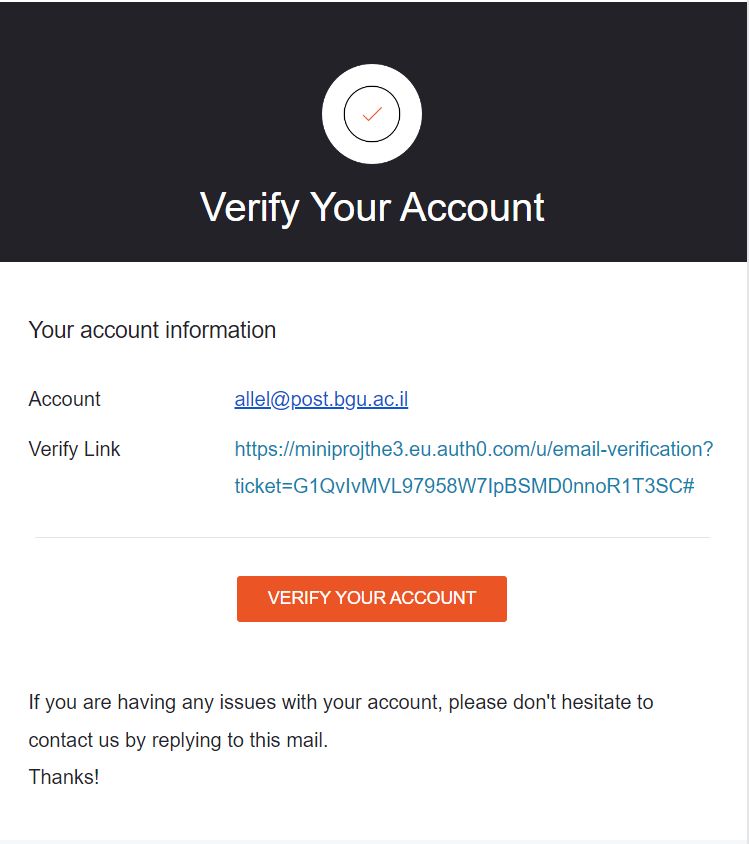 Verify Your Account
Your account information
Account allel@post.bgu.ac.il
Verify Link https://miniprojthe3.eu.auth0.com/u/email-verification?
ticket=G1QvIvMVL97958W7IpBSMD0nnoR1T3SC#
VERIFY YOUR ACCOUNT
If you are having any issues with your account, please don't hesitate to
contact us by replying to this mail.
Thanks!